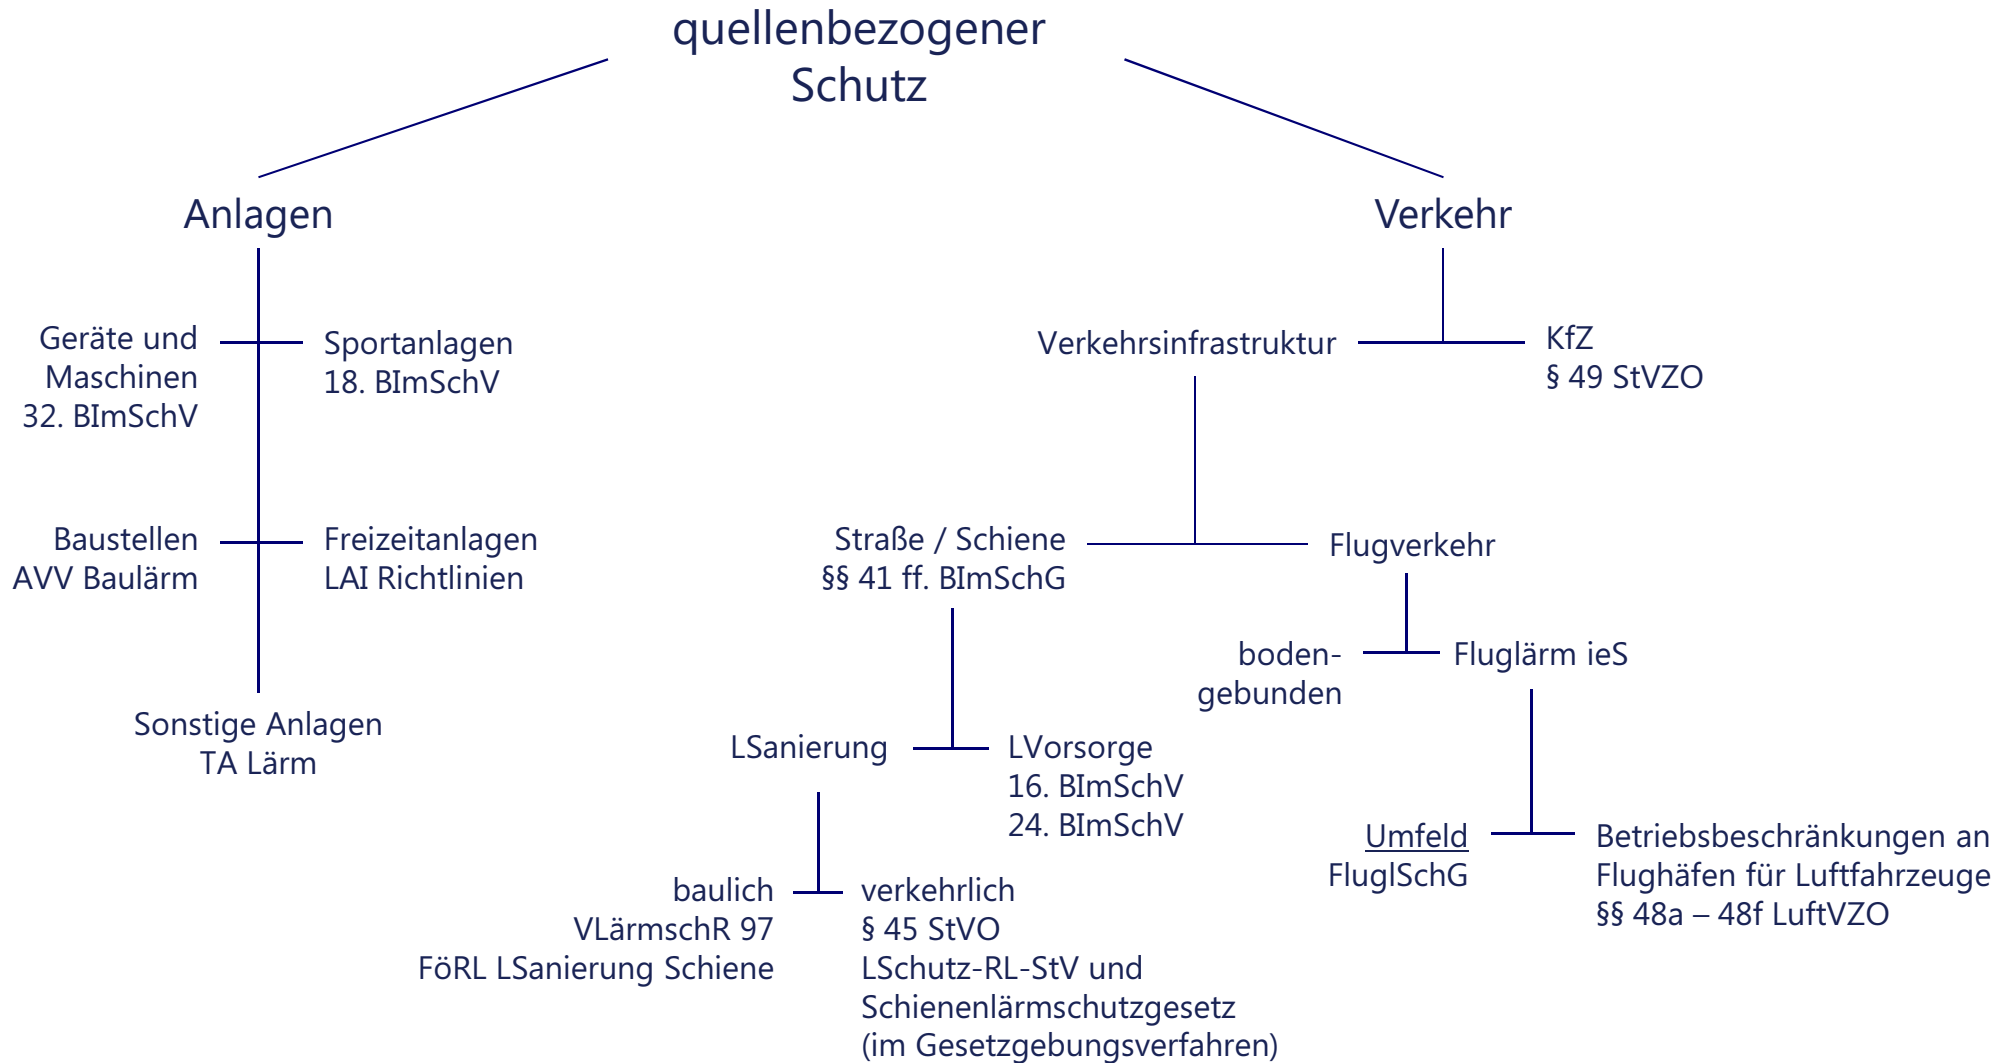 quellenbezogener
Schutz
Anlagen
Verkehr
Geräte und
Maschinen
32. BImSchV
Sportanlagen
18. BImSchV
Verkehrsinfrastruktur
KfZ
§ 49 StVZO
Baustellen
AVV Baulärm
Freizeitanlagen
LAI Richtlinien
Straße / Schiene
§§ 41 ff. BImSchG
Flugverkehr
boden-
gebunden
Fluglärm ieS
Sonstige Anlagen
TA Lärm
LSanierung
LVorsorge
16. BImSchV
24. BImSchV
Umfeld
FluglSchG
Betriebsbeschränkungen an
Flughäfen für Luftfahrzeuge
§§ 48a – 48f LuftVZO
baulich
VLärmschR 97
FöRL LSanierung Schiene
verkehrlich
§ 45 StVO
LSchutz-RL-StV und
Schienenlärmschutzgesetz
(im Gesetzgebungsverfahren)